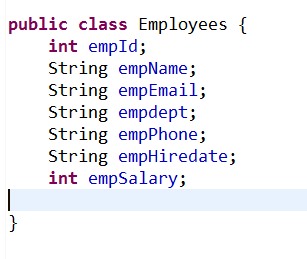 public class Employees {
    int empId;
    String empName;
    String empEmail;
    String empdept;
    String empPhone;
    String empHiredate;
    int empSalary;
}